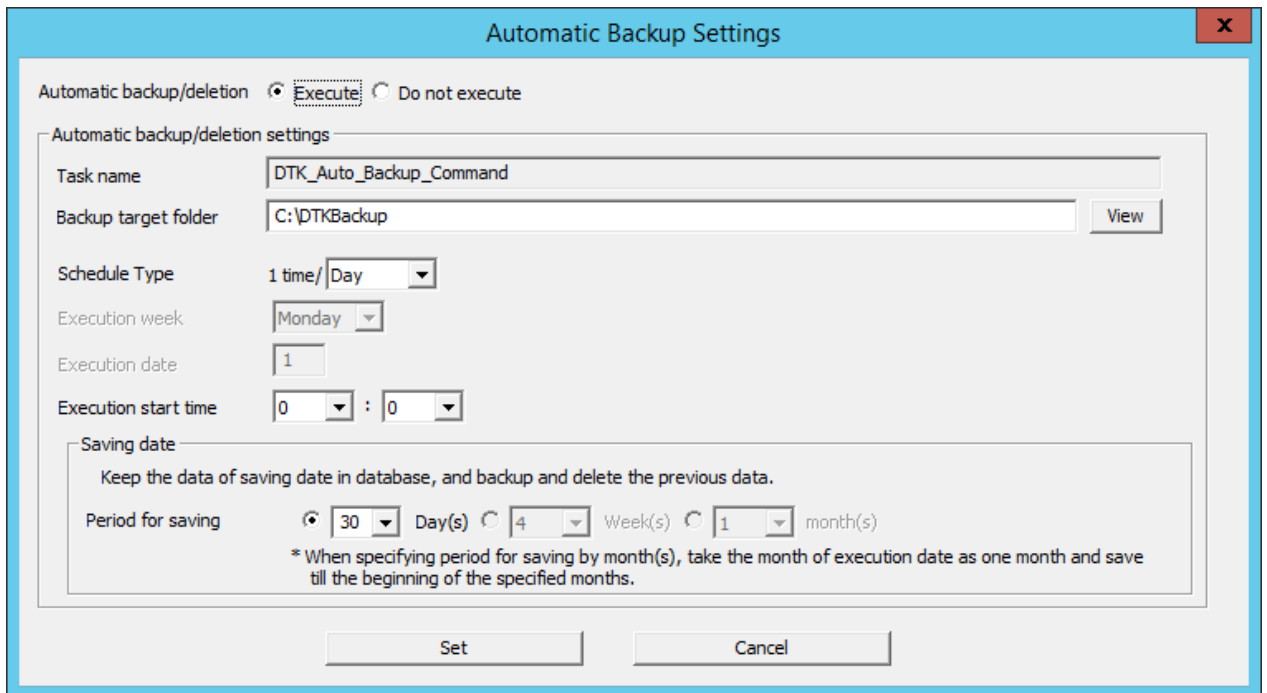 Automatic Backup Settings
x
Automatic backup/deletion Execute Do not execute
Automatic backup/deletion settings
Task name DTK_Auto_Backup_Command
Backup target folder C:\DTKBackup View
Schedule Type 1 time/ Day
Execution week Monday
Execution date 1
Execution start time 0 : 0
Saving date
Keep the data of saving date in database, and backup and delete the previous data.
Period for saving 30 Day(s) 4 Week(s) 1 month(s)
* When specifying period for saving by month(s), take the month of execution date as one month and save
till the beginning of the specified months.
Set Cancel